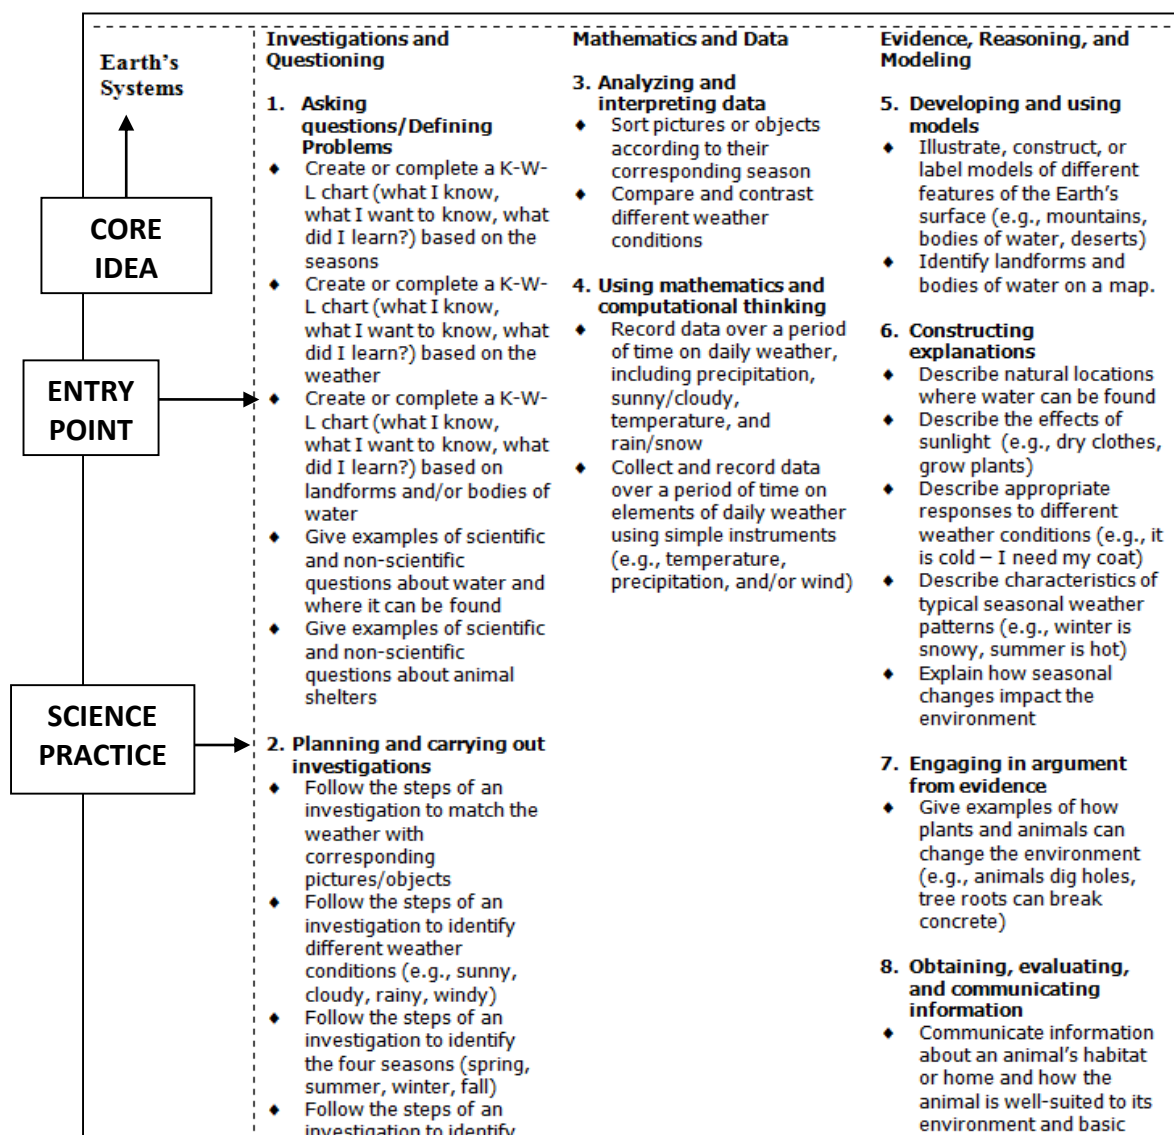 Earth’s
Systems
CORE
IDEA
ENTRY
POINT
SCIENCE
PRACTICE
Investigations and
Questioning
1. Asking
questions/Defining
Problems
♦ Create or complete a K-W-
L chart (what I know,
what I want to know, what
did I learn?) based on the
seasons
♦ Create or complete a K-W-
L chart (what I know,
what I want to know, what
did I learn?) based on the
weather
♦ Create or complete a K-W-
L chart (what I know,
what I want to know, what
did I learn?) based on
landforms and/or bodies of
water
♦ Give examples of scientific
and non-scientific
questions about water and
where it can be found
♦ Give examples of scientific
and non-scientific
questions about animal
shelters
2. Planning and carrying out
investigations
♦ Follow the steps of an
investigation to match the
weather with
corresponding
pictures/objects
♦ Follow the steps of an
investigation to identify
different weather
conditions (e.g., sunny,
cloudy, rainy, windy)
♦ Follow the steps of an
investigation to identify
the four seasons (spring,
summer, winter, fall)
♦ Follow the steps of an
investigation to identify
Mathematics and Data
3. Analyzing and
interpreting data
♦ Sort pictures or objects
according to their
corresponding season
♦ Compare and contrast
different weather
conditions
4. Using mathematics and
computational thinking
♦ Record data over a period
of time on daily weather,
including precipitation,
sunny/cloudy,
temperature, and
rain/snow
♦ Collect and record data
over a period of time on
elements of daily weather
using simple instruments
(e.g., temperature,
precipitation, and/or wind)
Evidence, Reasoning, and
Modeling
5. Developing and using
models
♦ Illustrate, construct, or
label models of different
features of the Earth’s
surface (e.g., mountains,
bodies of water, deserts)
♦ Identify landforms and
bodies of water on a map.
6. Constructing
explanations
♦ Describe natural locations
where water can be found
♦ Describe the effects of
sunlight (e.g., dry clothes,
grow plants)
♦ Describe appropriate
responses to different
weather conditions (e.g., it
is cold – I need my coat)
♦ Describe characteristics of
typical seasonal weather
patterns (e.g., winter is
snowy, summer is hot)
♦ Explain how seasonal
changes impact the
environment
7. Engaging in argument
from evidence
♦ Give examples of how
plants and animals can
change the environment
(e.g., animals dig holes,
tree roots can break
concrete)
8. Obtaining, evaluating,
and communicating
information
♦ Communicate information
about an animal’s habitat
or home and how the
animal is well-suited to its
environment and basic